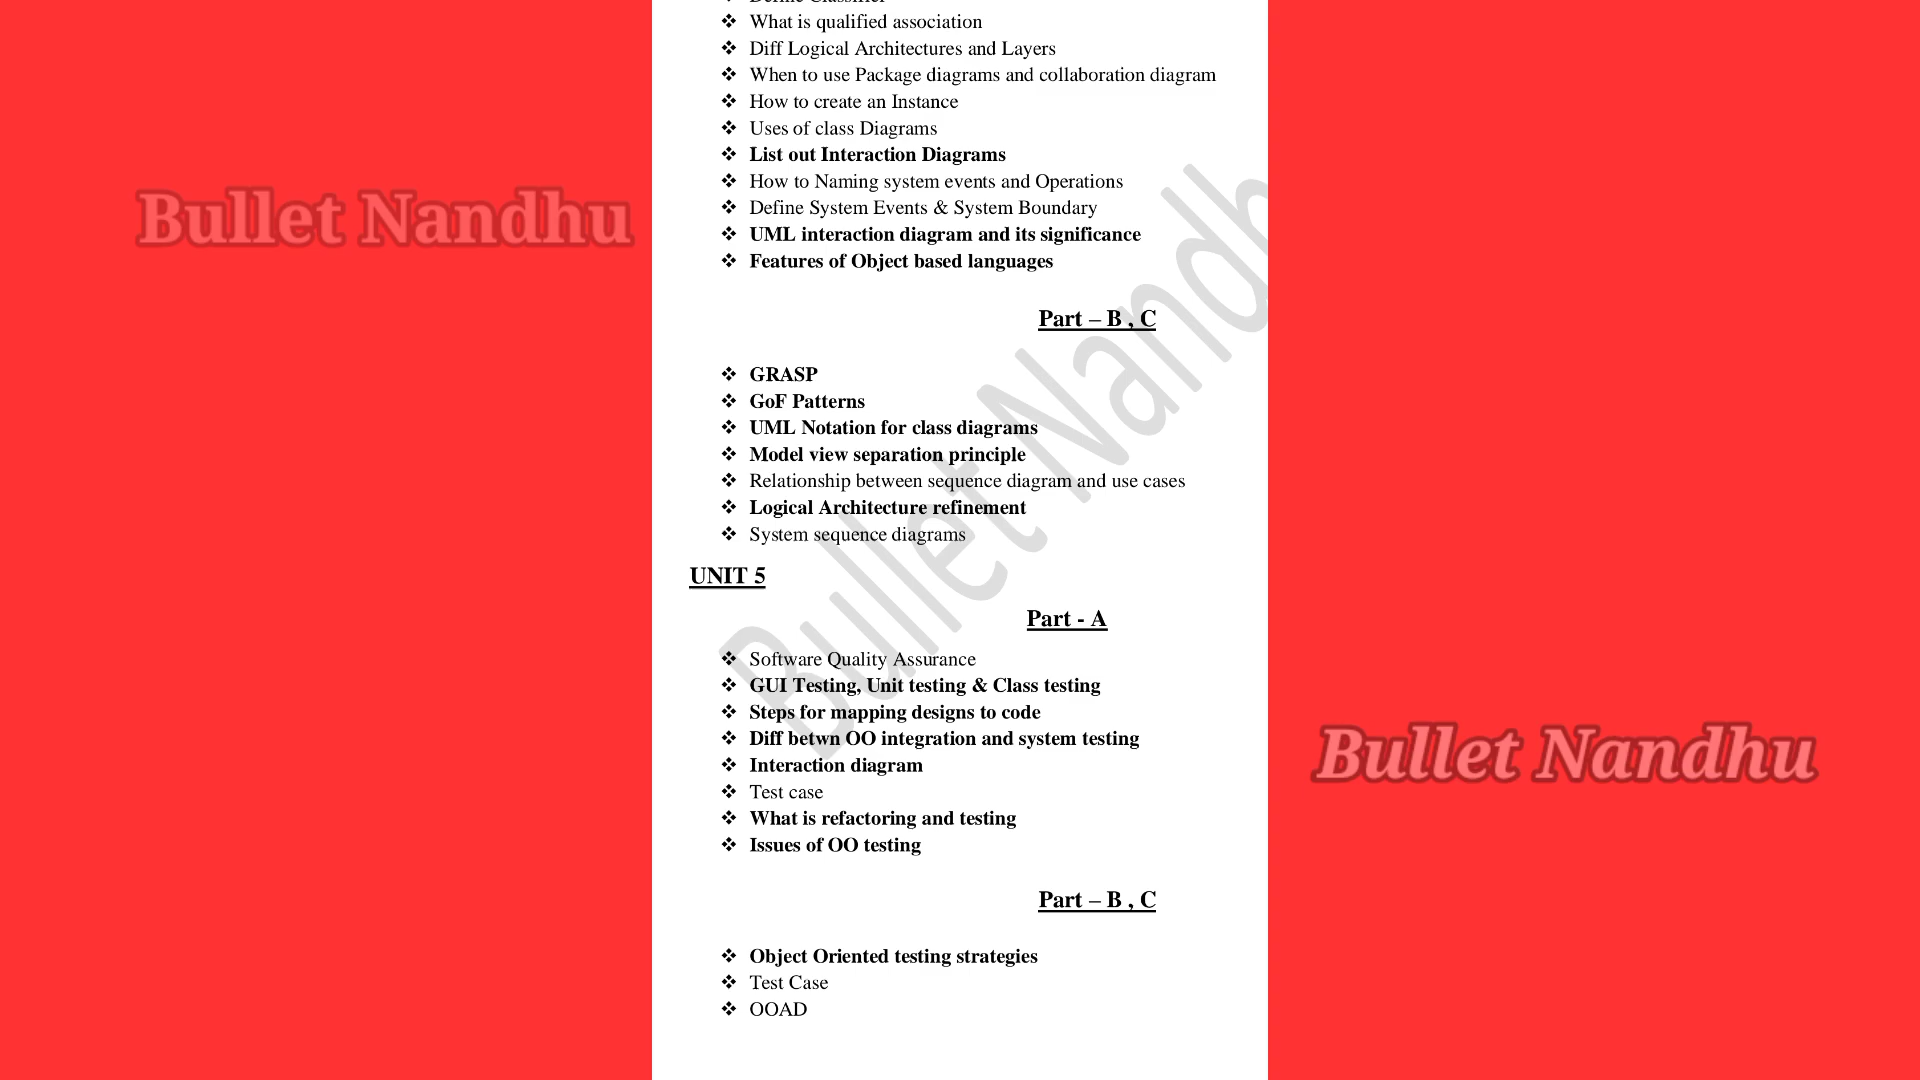 Define Classifier
❖ What is qualified association
❖ Diff Logical Architectures and Layers
❖ When to use Package diagrams and collaboration diagram
❖ How to create an Instance
❖ Uses of class Diagrams
❖ List out Interaction Diagrams
❖ How to Naming system events and Operations
❖ Define System Events & System Boundary
❖ UML interaction diagram and its significance
❖ Features of Object based languages
Part – B , C
❖ GRASP
❖ GoF Patterns
❖ UML Notation for class diagrams
❖ Model view separation principle
❖ Relationship between sequence diagram and use cases
❖ Logical Architecture refinement
❖ System sequence diagrams
UNIT 5
Part - A
❖ Software Quality Assurance
❖ GUI Testing, Unit testing & Class testing
❖ Steps for mapping designs to code
❖ Diff betwn OO integration and system testing
❖ Interaction diagram
❖ Test case
❖ What is refactoring and testing
❖ Issues of OO testing
Part – B , C
❖ Object Oriented testing strategies
❖ Test Case
❖ OOAD
Bullet Nandhu
Bullet Nandh
Bullet Nandhu